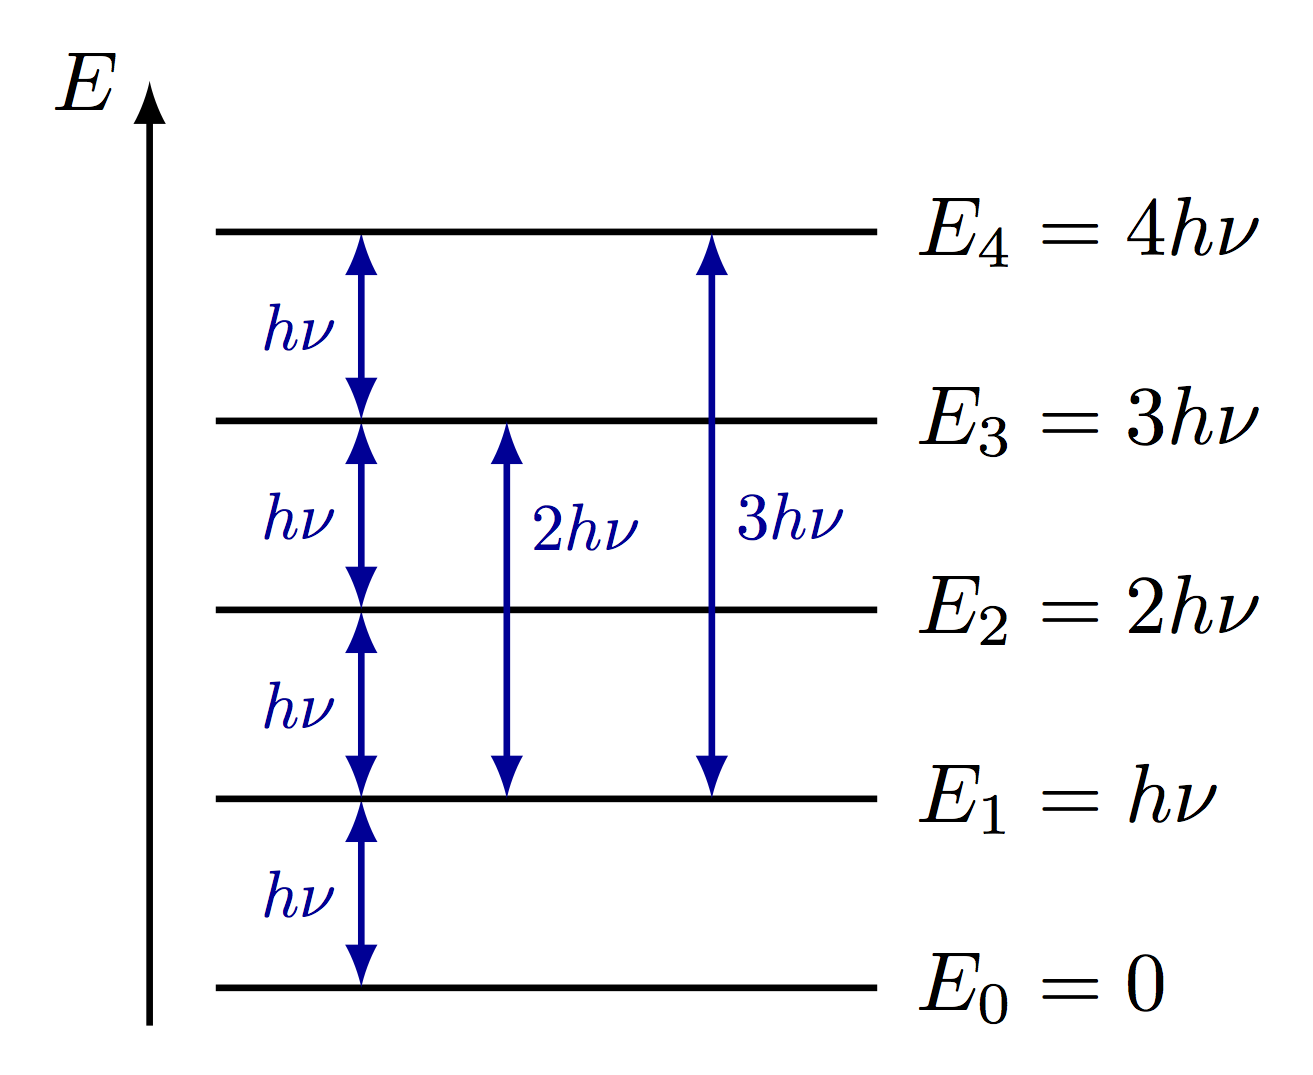 E
E₄ = 4hν
hν
E₃ = 3hν
hν
2hν
3hν
E₂ = 2hν
hν
E₁ = hν
hν
E₀ = 0